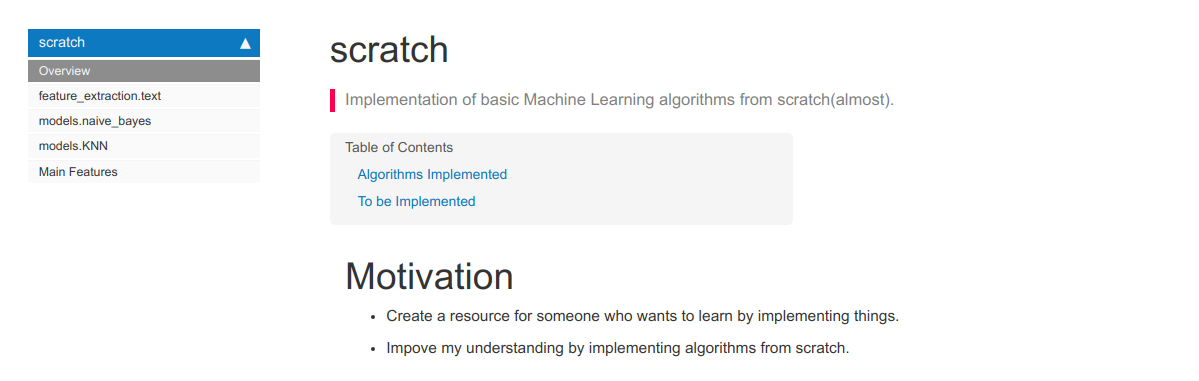 scratch
Overview
feature_extraction.text
models.naive_bayes
models.KNN
Main Features
scratch
Implementation of basic Machine Learning algorithms from scratch(almost).
Table of Contents
Algorithms Implemented
To be Implemented
Motivation
Create a resource for someone who wants to learn by implementing things.
Impove my understanding by implementing algorithms from scratch.